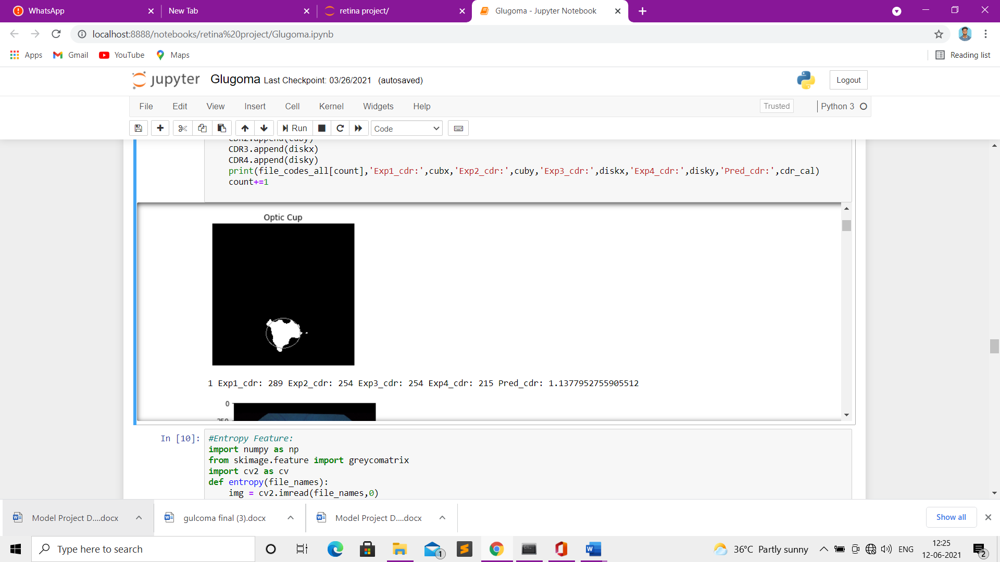 WhatsApp
New Tab
retina project/
Glugoma - Jupyter Notebook
localhost:8888/notebooks/retina%20project/Glugoma.ipynb
Apps
Gmail
YouTube
Maps
Reading list
jupyter
Glugoma Last Checkpoint: 03/26/2021 (autosaved)
Logout
File Edit View Insert Cell Kernel Widgets Help
Trusted
Python 3
Run
Code
CDR2.append(cuby)
CDR3.append(diskx)
CDR4.append(disky)
print(file_codes_all[count],'Exp1_cdr:',cubx,'Exp2_cdr:',cuby,'Exp3_cdr:',diskx,'Exp4_cdr:',disky,'Pred_cdr:',cdr_cal)
count+=1
Optic Cup
1 Exp1_cdr: 289 Exp2_cdr: 254 Exp3_cdr: 254 Exp4_cdr: 215 Pred_cdr: 1.1377952755905512
0
250
In [10]:
#Entropy Feature:
import numpy as np
from skimage.feature import greycomatrix
import cv2 as cv
def entropy(file_names):
img = cv2.imread(file_names,0)
Model Project D....docx
gulcoma final (3).docx
Model Project D....docx
Show all
Type here to search
1
36°C Partly sunny
ENG
12:25
12-06-2021
2